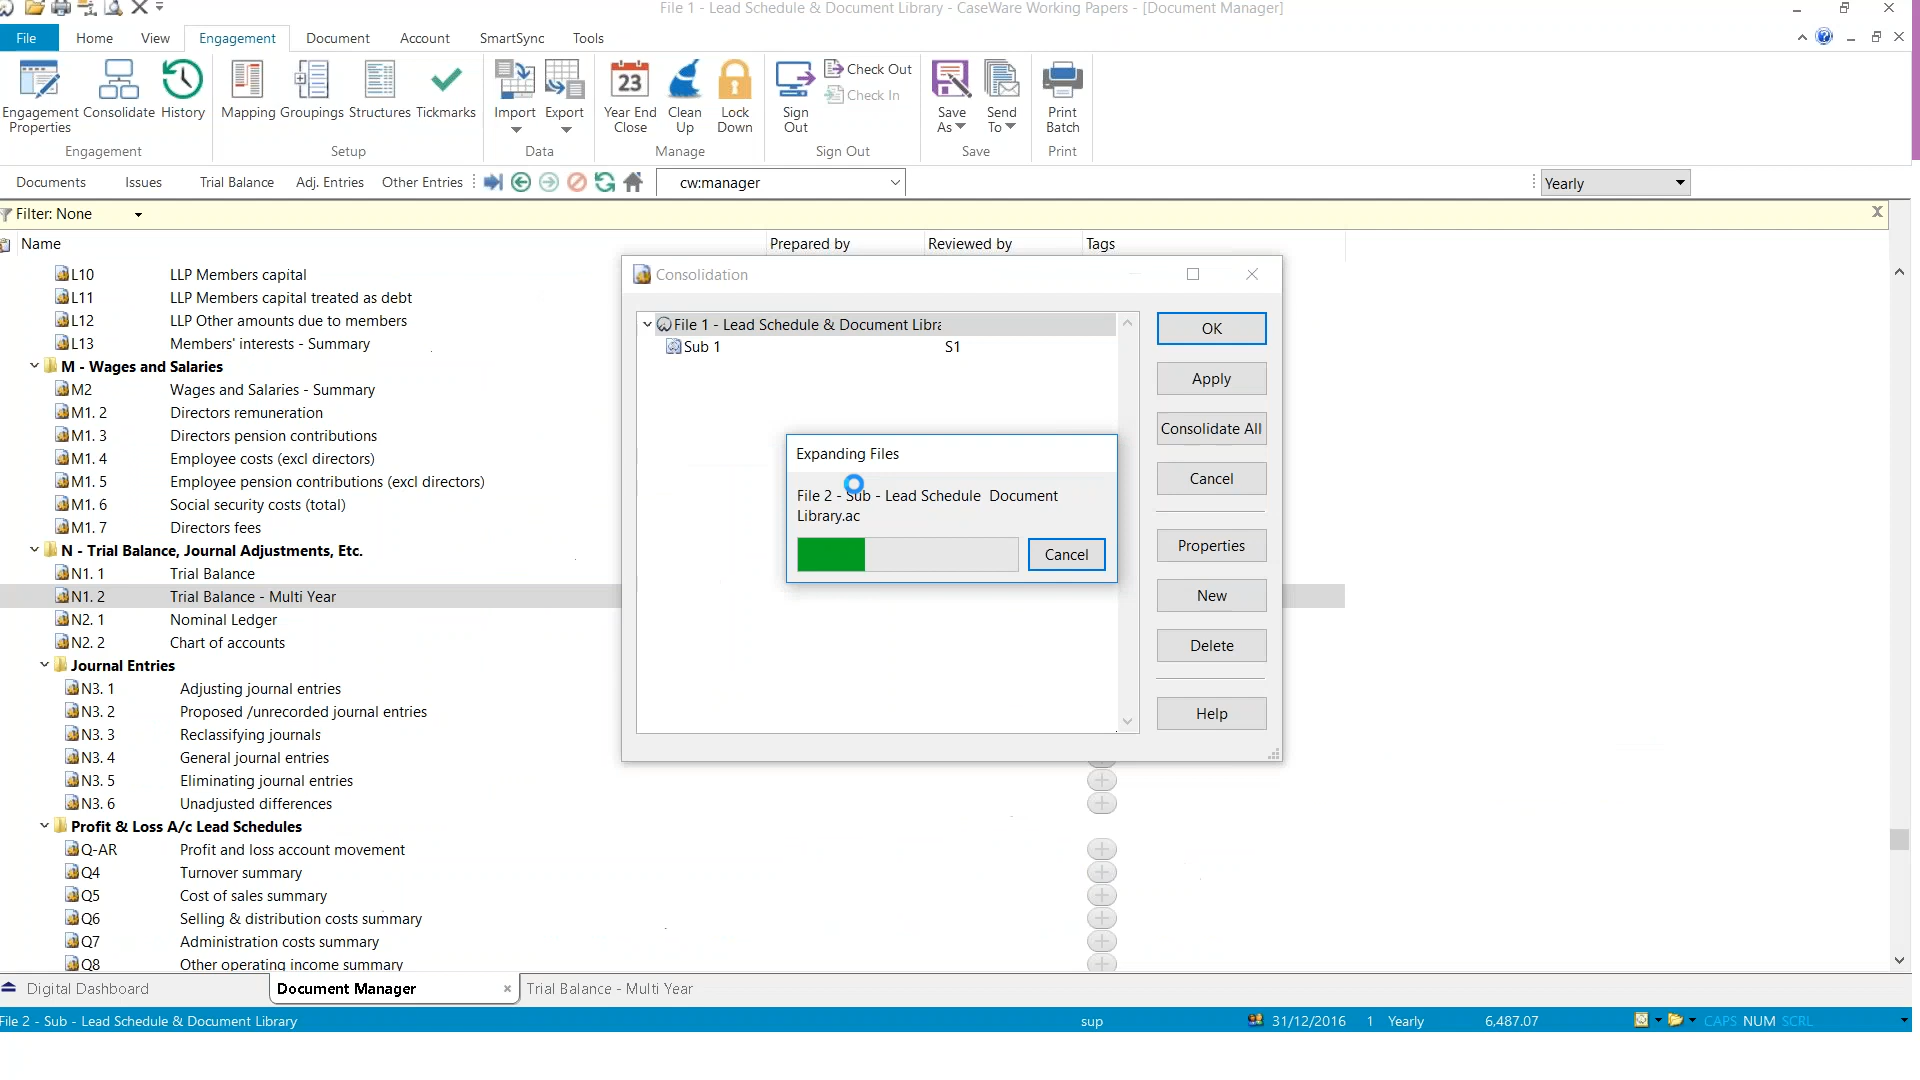 File 1 - Lead Schedule & Document Library - CaseWare Working Papers - [Document Manager]
File Home View Engagement Document Account SmartSync Tools
Engagement Properties Consolidate History Mapping Groupings Structures Tickmarks Import Export 23 Year End Close Clean Up Lock Down Sign Out Check Out Check In Save As Send To Print Batch
Engagement Setup Data Manage Sign Out Save Print
Documents Issues Trial Balance Adj. Entries Other Entries cw:manager Yearly
Filter: None
Name Prepared by Reviewed by Tags
L10 LLP Members capital
L11 LLP Members capital treated as debt
L12 LLP Other amounts due to members
L13 Members' interests - Summary
M - Wages and Salaries
M2 Wages and Salaries - Summary
M1. 2 Directors remuneration
M1. 3 Directors pension contributions
M1. 4 Employee costs (excl directors)
M1. 5 Employee pension contributions (excl directors)
M1. 6 Social security costs (total)
M1. 7 Directors fees
N - Trial Balance, Journal Adjustments, Etc.
N1. 1 Trial Balance
N1. 2 Trial Balance - Multi Year
N2. 1 Nominal Ledger
N2. 2 Chart of accounts
Journal Entries
N3. 1 Adjusting journal entries
N3. 2 Proposed /unrecorded journal entries
N3. 3 Reclassifying journals
N3. 4 General journal entries
N3. 5 Eliminating journal entries
N3. 6 Unadjusted differences
Profit & Loss A/c Lead Schedules
Q-AR Profit and loss account movement
Q4 Turnover summary
Q5 Cost of sales summary
Q6 Selling & distribution costs summary
Q7 Administration costs summary
Q8 Other operating income summary
Consolidation
File 1 - Lead Schedule & Document Libra
Sub 1 S1
OK
Apply
Consolidate All
Cancel
Properties
New
Delete
Help
Expanding Files
File 2 - Sub - Lead Schedule Document
Library.ac
Cancel
Digital Dashboard Document Manager Trial Balance - Multi Year
File 2 - Sub - Lead Schedule & Document Library sup 31/12/2016 1 Yearly 6,487.07 CAPS NUM SCRL